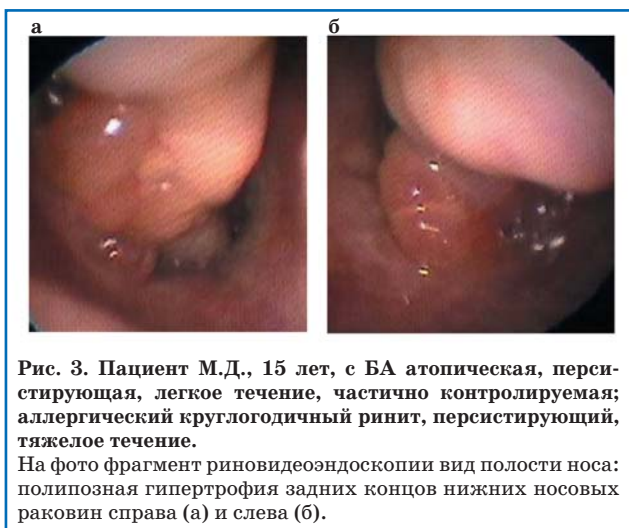 а
б
Рис. 3. Пациент М.Д., 15 лет, с БА атопическая, перси-
стирующая, легкое течение, частично контролируемая;
аллергический круглогодичный ринит, персистирующий,
тяжелое течение.
На фото фрагмент риновидеоэндоскопии вид полости носа:
полипозная гипертрофия задних концов нижних носовых
раковин справа (а) и слева (б).